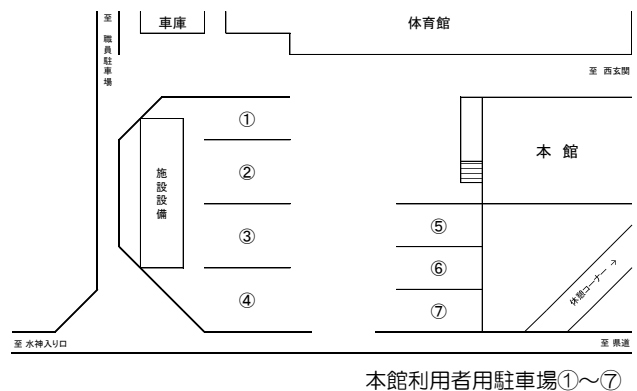 至 職員駐車場
車庫
体育館
至 西玄関
①
②
③
④
施設設備
本 館
⑤
⑥
⑦
休憩コーナー →
至 水神入り口
至 県道
本館利用者用駐車場①～⑦